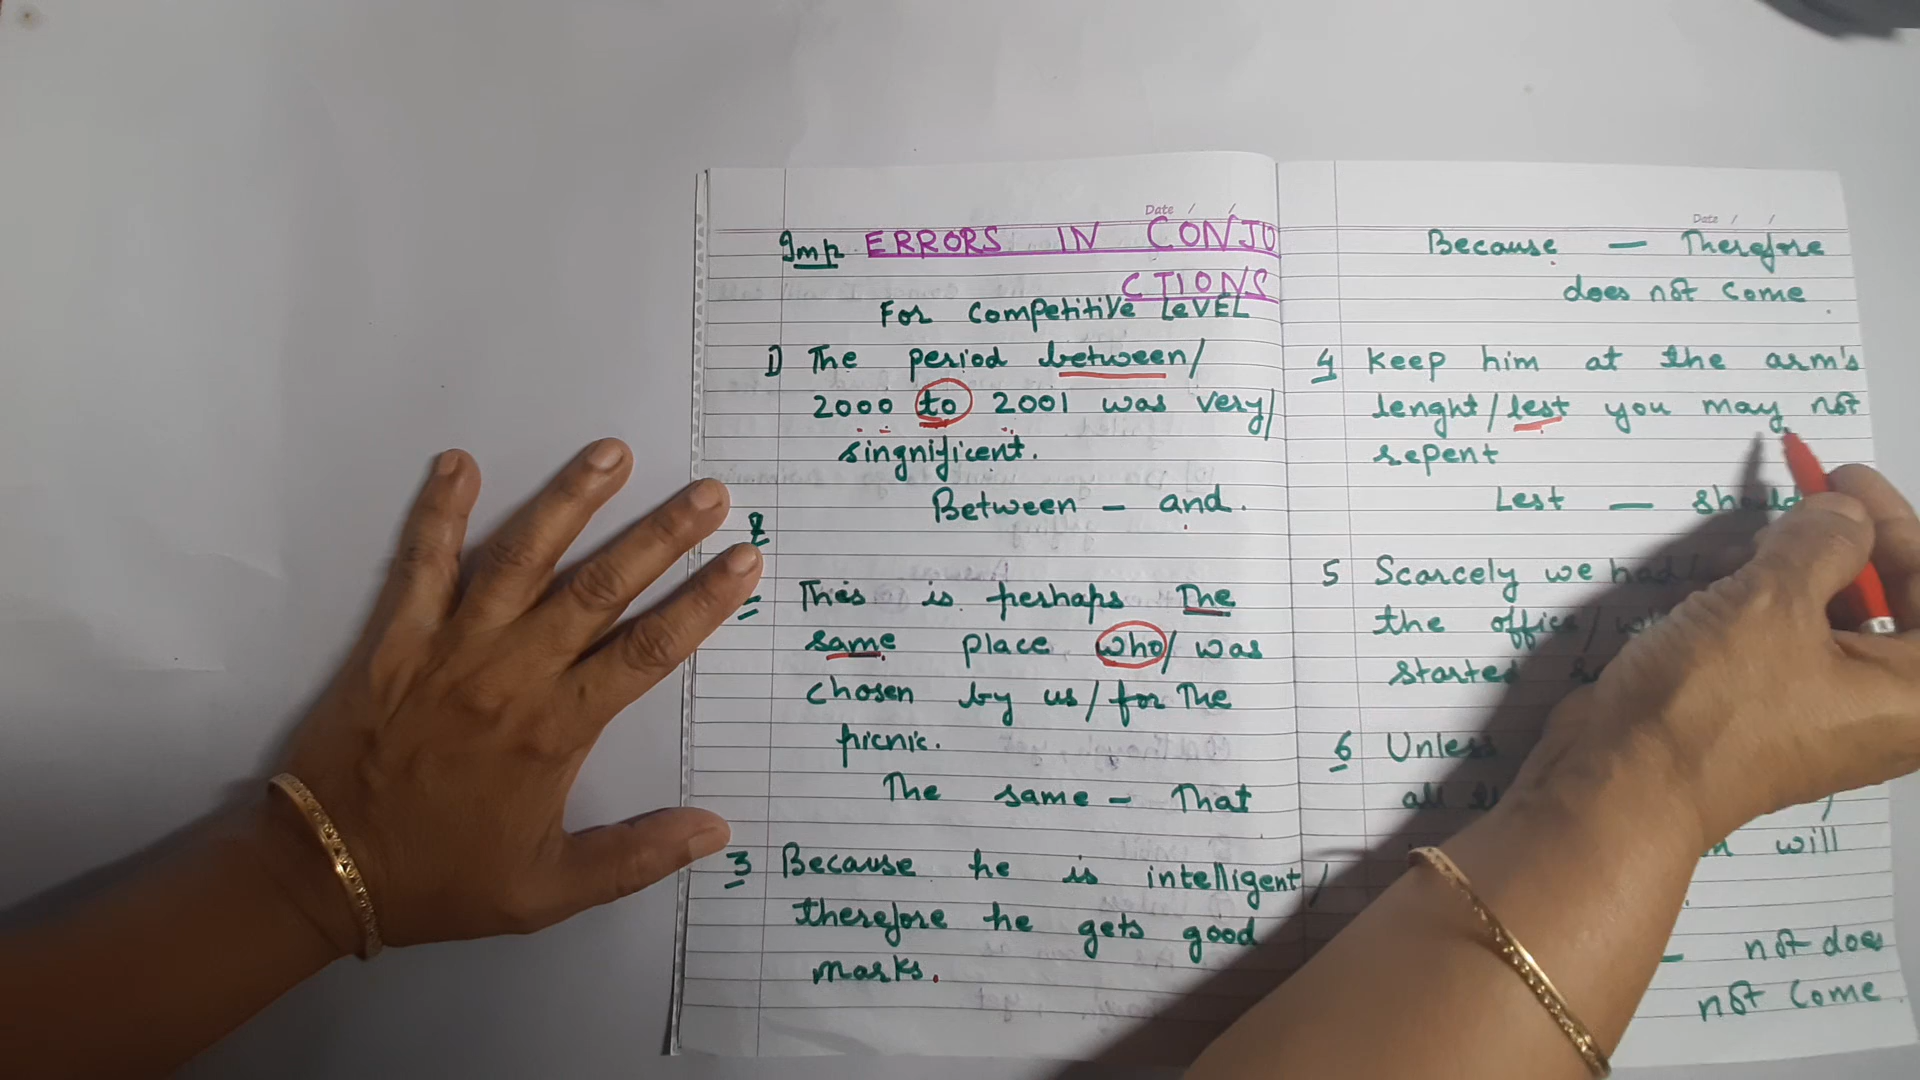 Date / /
Imp ERRORS IN CONJU
CTIONS
For Competitive LeVEL
1) The period between/
2000 to 2001 was very/
singnificent.
Between - and.
2
This is perhaps The
same place who/ was
chosen by us/ for The
picnic.
The same - That
3 Because he is intelligent/
therefore he gets good
marks.
Date / /
Because - Therefore
does not come
4 Keep him at the arm's
lenght/ lest you may not
repent
Lest - should
5 Scarcely we had/
the office/
started
6 Unless
all
will
- not does
not come